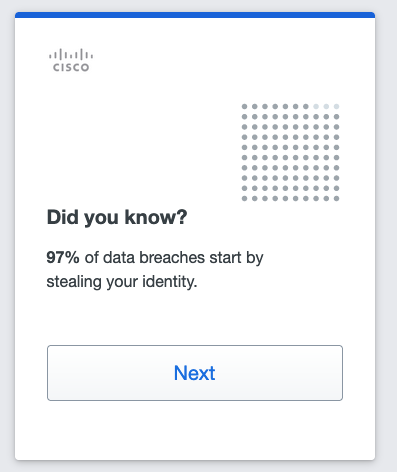 CISCO
Did you know?
97% of data breaches start by
stealing your identity.
Next